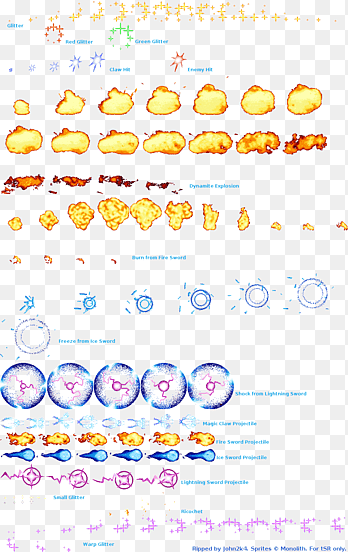 Glitter
Red Glitter
Green Glitter
Claw Hit
Enemy Hit
Dynamite Explosion
Burn from Fire Sword
Freeze from Ice Sword
Shock from Lightning Sword
Magic Claw Projectile
Fire Sword Projectile
Ice Sword Projectile
Lightning Sword Projectile
Small Glitter
Ricochet
Warp Glitter
Ripped by John2k4. Sprites © Monolith. For TSR only.